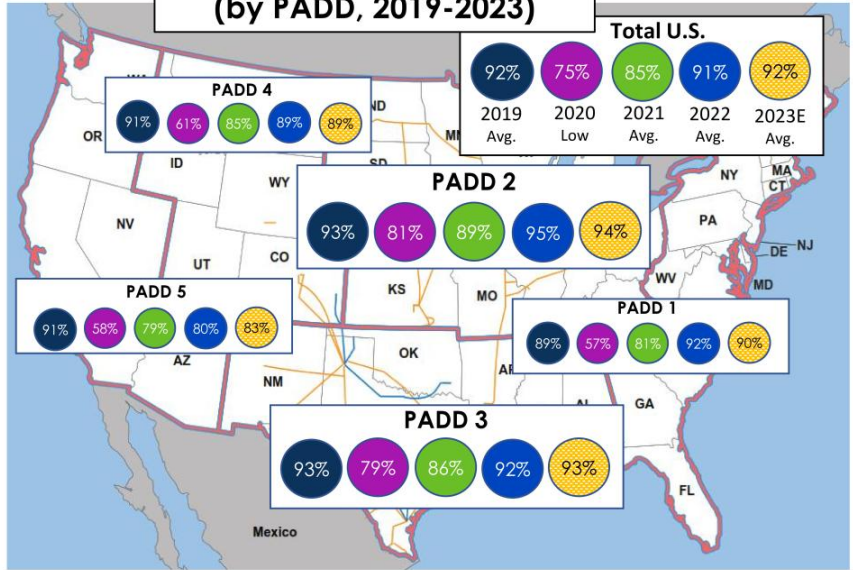 (by PADD, 2019-2023)
Total U.S.
92% 75% 85% 91% 92%
2019 2020 2021 2022 2023E
Avg. Low Avg. Avg. Avg.
PADD 4
91% 61% 85% 89% 89%
ND
OR
ID
SD
WY
NY
MA
CT
PADD 2
93% 81% 89% 95% 94%
PA
NV
NJ
DE
UT
CO
WV
MD
KS
MO
PADD 5
91% 58% 79% 80% 83%
PADD 1
89% 57% 81% 92% 90%
AZ
OK
NM
GA
PADD 3
93% 79% 86% 92% 93%
FL
Mexico